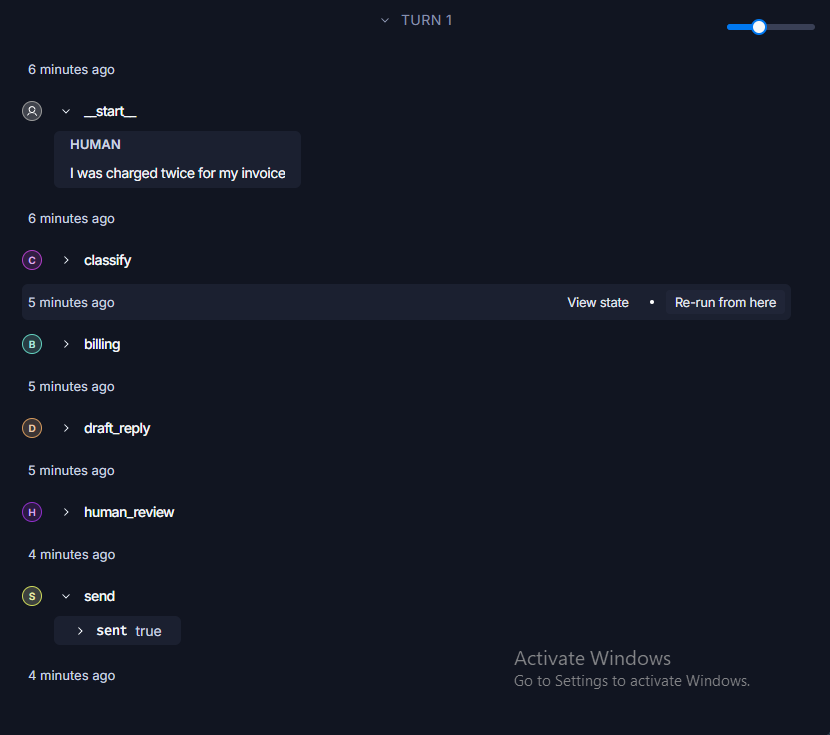 TURN 1
6 minutes ago
__start__
HUMAN
I was charged twice for my invoice
6 minutes ago
C classify
5 minutes ago View state • Re-run from here
B billing
5 minutes ago
D draft_reply
5 minutes ago
H human_review
4 minutes ago
S send
sent true
Activate Windows
Go to Settings to activate Windows.
4 minutes ago